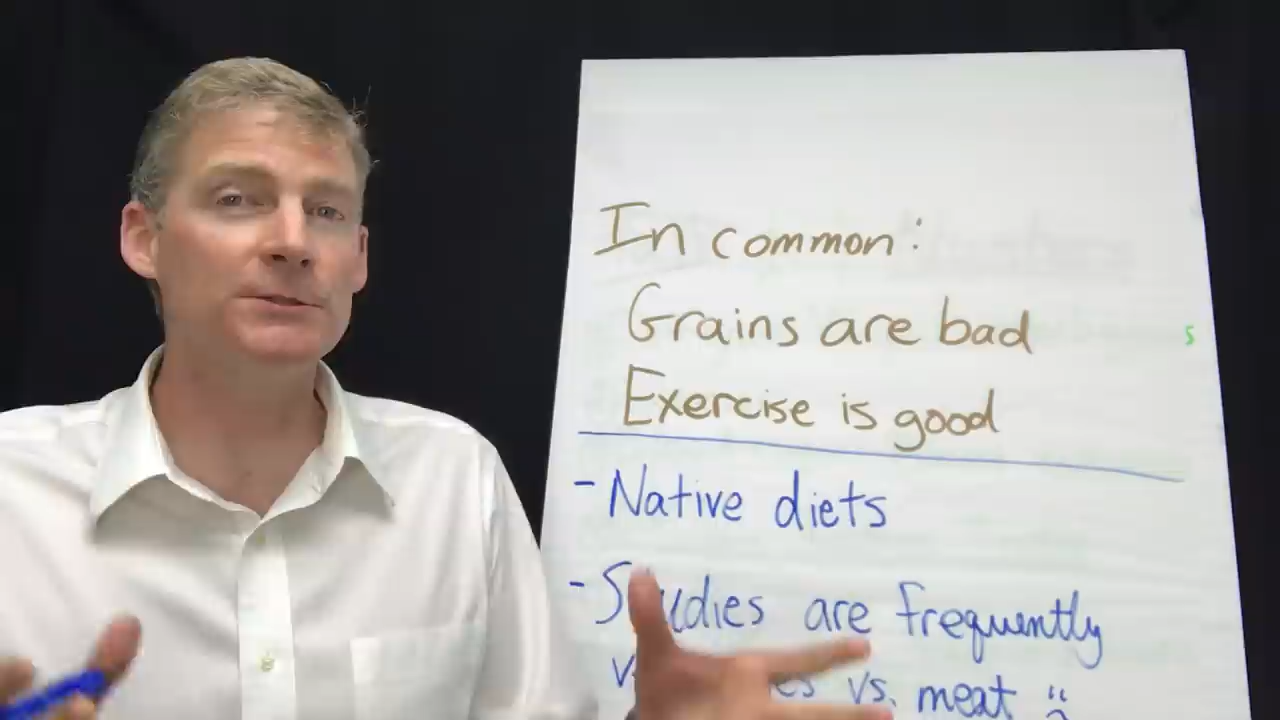 In common:
Grains are bad
s
Exercise is good
- Native diets
- Studies are frequently
vs. meat